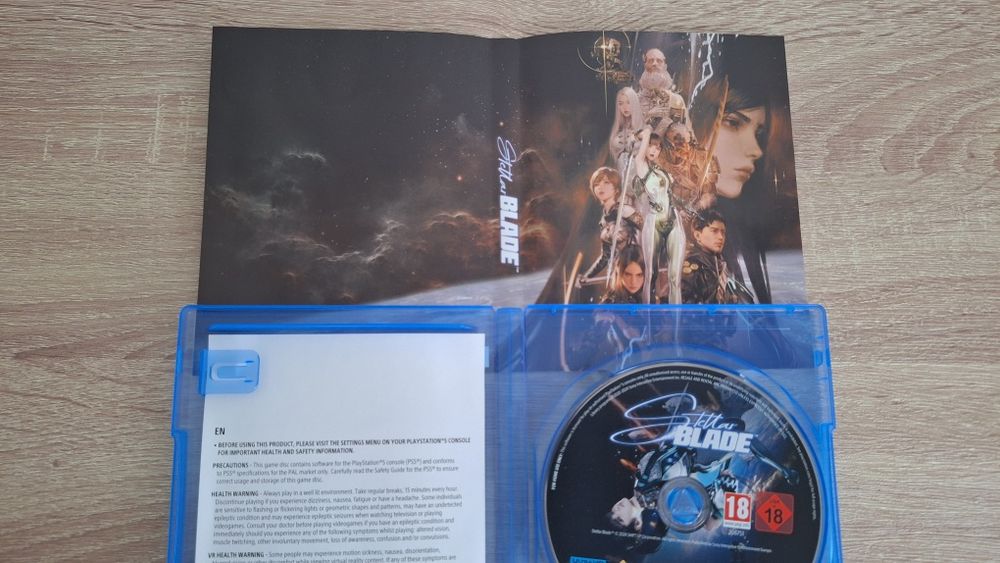 Stellar BLADE™
EN
• BEFORE USING THIS PRODUCT, PLEASE VISIT THE SETTINGS MENU ON YOUR PLAYSTATION®5 CONSOLE
FOR IMPORTANT HEALTH AND SAFETY INFORMATION.
PRECAUTIONS - This game disc contains software for the PlayStation®5 console (PS5®) and conforms
to PS5® specifications for the PAL market only. Carefully read the Safety Guide for the PS5® to ensure
correct usage and storage of this game disc.
HEALTH WARNING - Always play in a well lit environment. Take regular breaks, 15 minutes every hour.
Discontinue playing if you experience dizziness, nausea, fatigue or have a headache. Some individuals
are sensitive to flashing or flickering lights or geometric shapes and patterns, may have an undetected
epileptic condition and may experience epileptic seizures when watching television or playing
videogames. Consult your doctor before playing videogames if you have an epileptic condition and
immediately should you experience any of the following symptoms whilst playing: altered vision,
muscle twitching, other involuntary movement, loss of awareness, confusion and/or convulsions.
VR HEALTH WARNING - Some people may experience motion sickness, nausea, disorientation,
Stellar
BLADE™
18
18